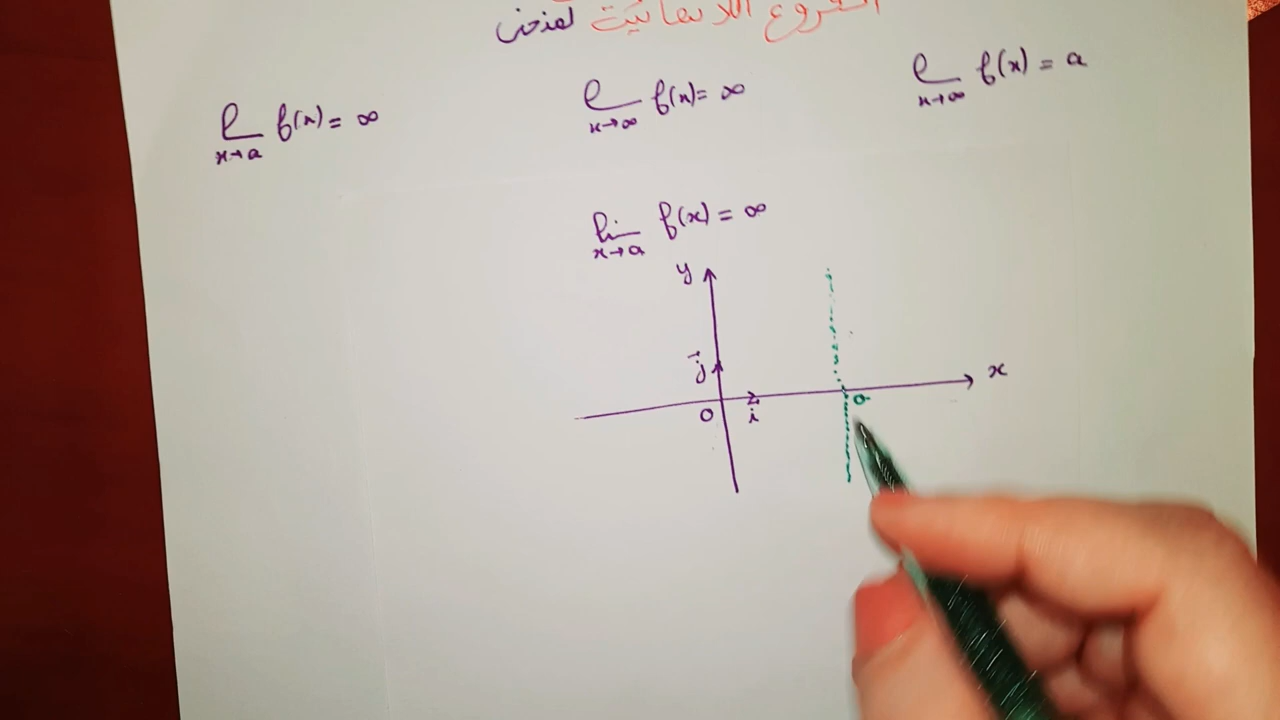 الفروع اللانهائية لمنحنى
lim x→a f(x) = ∞
lim x→∞ f(x) = ∞
lim x→∞ f(x) = a
lim x→a f(x) = ∞
y
j
x
a
O
i